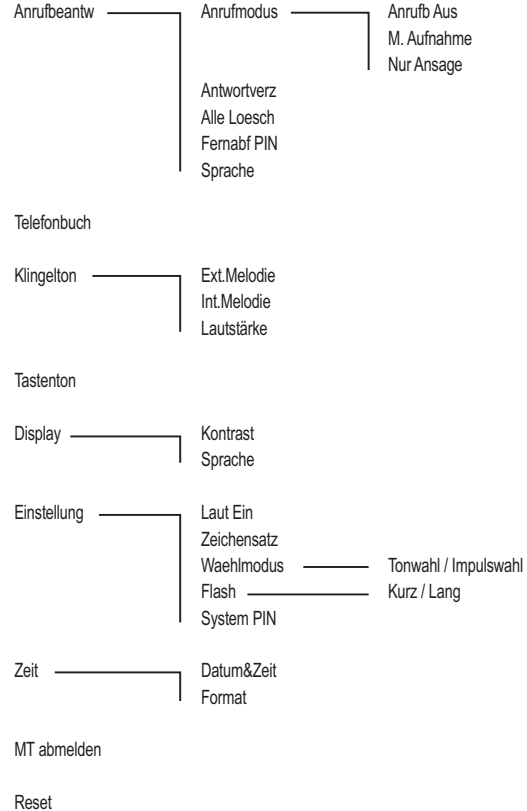 Anrufbeantw Anrufmodus Anrufb Aus
M. Aufnahme
Nur Ansage
Antwortverz
Alle Loesch
Fernabf PIN
Sprache
Telefonbuch
Klingelton Ext.Melodie
Int.Melodie
Lautstärke
Tastenton
Display Kontrast
Sprache
Einstellung Laut Ein
Zeichensatz
Waehlmodus Tonwahl / Impulswahl
Flash Kurz / Lang
System PIN
Zeit Datum&Zeit
Format
MT abmelden
Reset